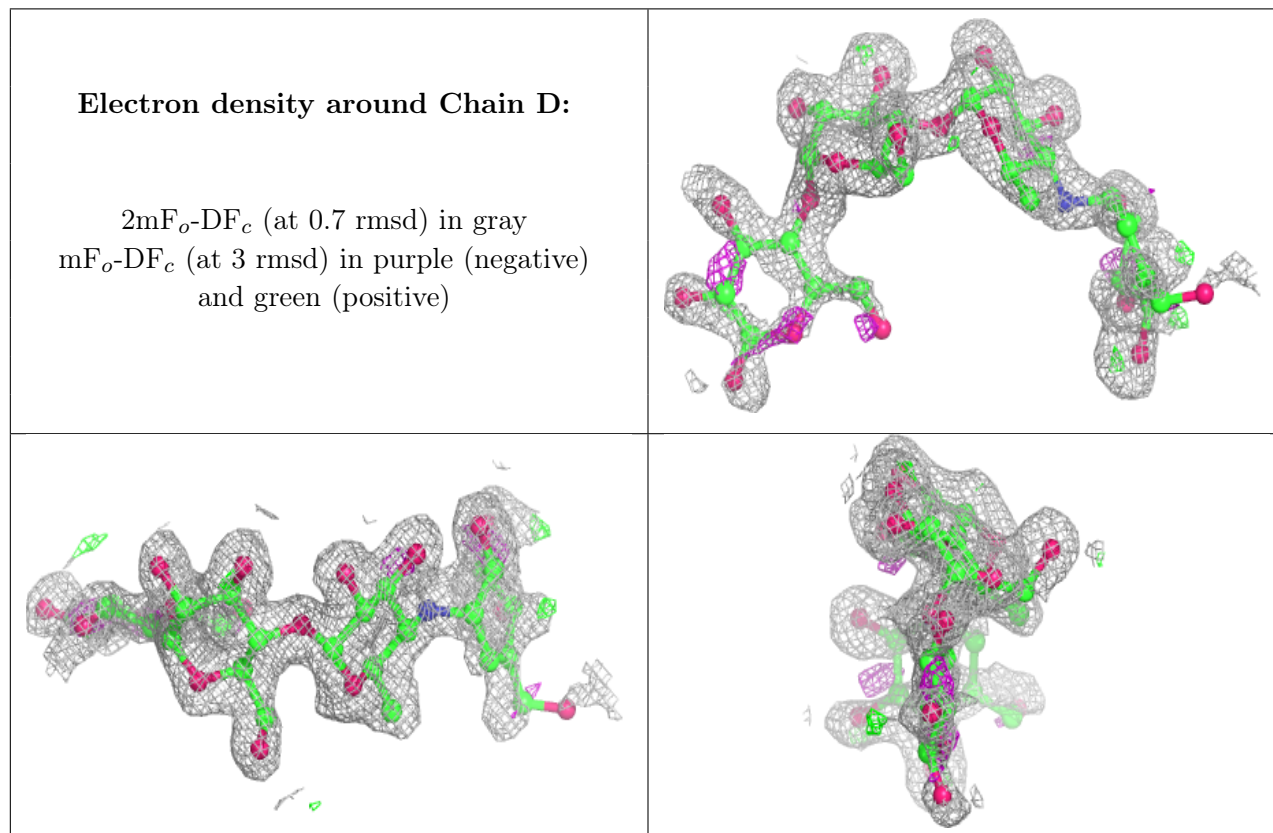 Electron density around Chain D:
2mFo-DFc (at 0.7 rmsd) in gray
mFo-DFc (at 3 rmsd) in purple (negative)
and green (positive)